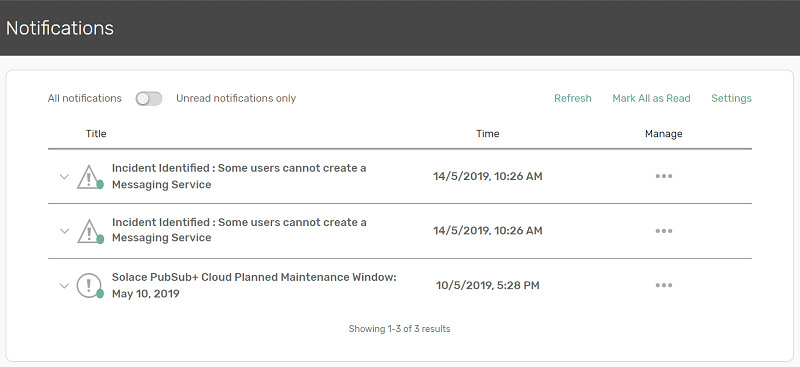 Notifications
All notifications Unread notifications only Refresh Mark All as Read Settings
Title Time Manage
Incident Identified : Some users cannot create a
Messaging Service
14/5/2019, 10:26 AM
Incident Identified : Some users cannot create a
Messaging Service
14/5/2019, 10:26 AM
Solace PubSub+ Cloud Planned Maintenance Window:
May 10, 2019
10/5/2019, 5:28 PM
Showing 1-3 of 3 results